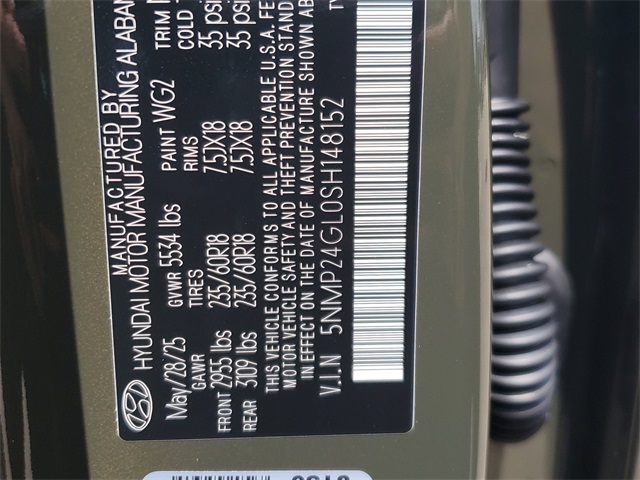 MANUFACTURED BY
HYUNDAI MOTOR MANUFACTURING ALABAM
May/28/25 GVWR 5534 lbs PAINT WG2 TRIM
GAWR TIRES RIMS COLD
FRONT 2955 lbs 235/60R18 7.5JX18 35 psi
REAR 3109 lbs 235/60R18 7.5JX18 35 psi
THIS VEHICLE CONFORMS TO ALL APPLICABLE U.S.A. FE
MOTOR VEHICLE SAFETY AND THEFT PREVENTION STAND
IN EFFECT ON THE DATE OF MANUFACTURE SHOWN AB
V.I.N 5NMP24GL0SH148152